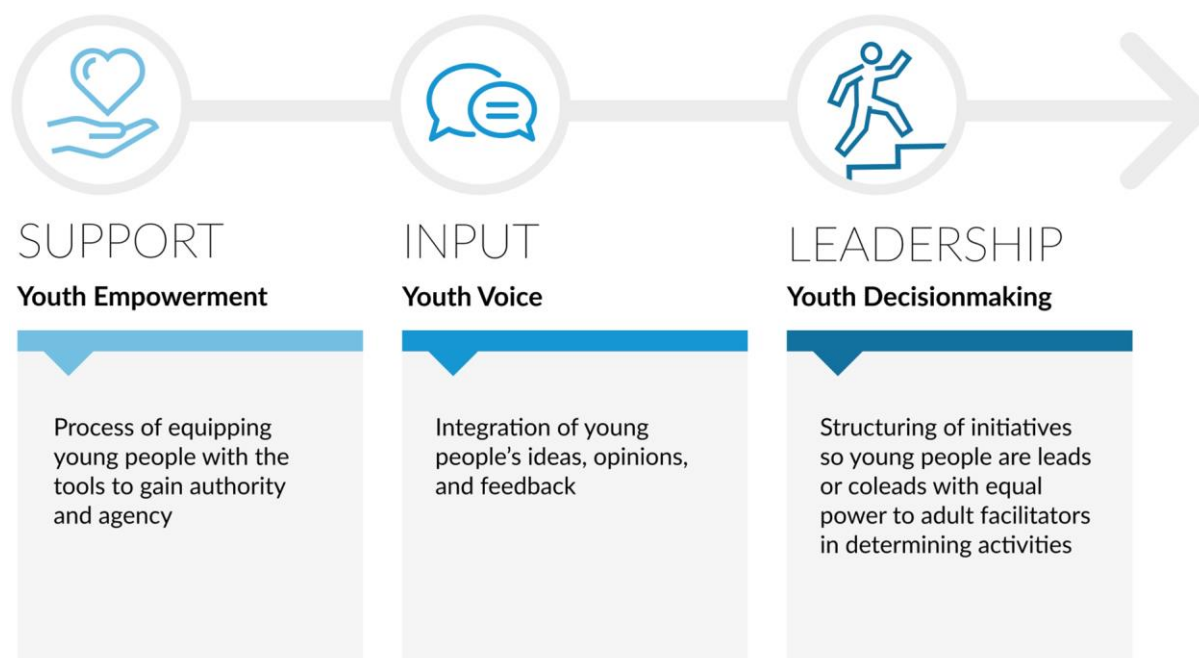 SUPPORT
Youth Empowerment
Process of equipping
young people with the
tools to gain authority
and agency
INPUT
Youth Voice
Integration of young
people’s ideas, opinions,
and feedback
LEADERSHIP
Youth Decisionmaking
Structuring of initiatives
so young people are leads
or coleads with equal
power to adult facilitators
in determining activities